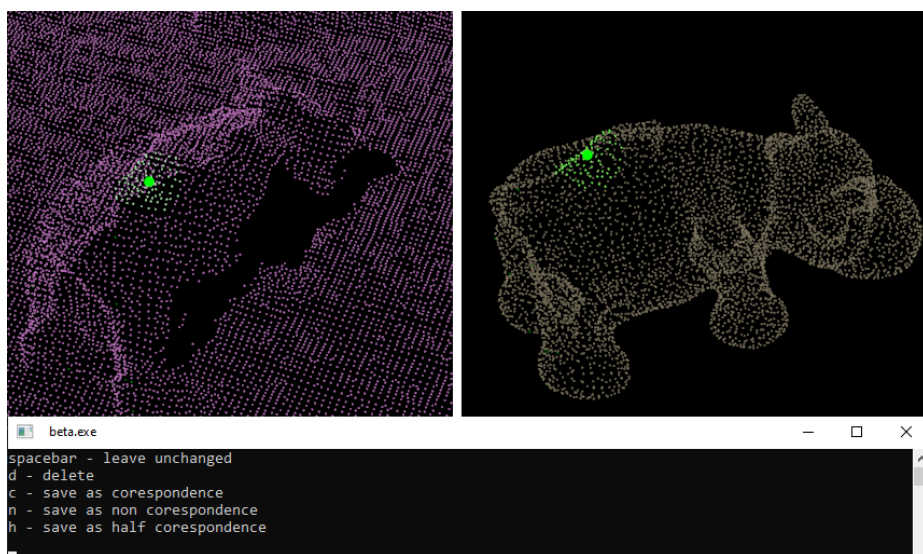 beta.exe
spacebar - leave unchanged
d - delete
c - save as corespondence
n - save as non corespondence
h - save as half corespondence